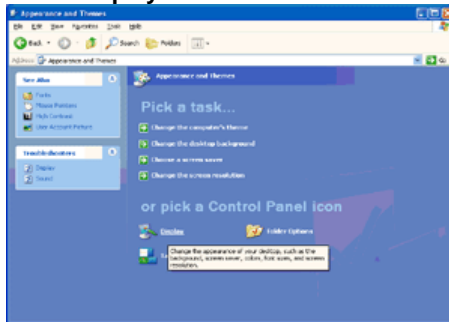 Appearance and Themes
File Edit View Favorites Tools Help
Back Search Folders
Address Appearance and Themes Go
See Also
Fonts
Mouse Pointers
High Contrast
User Account Picture
Troubleshooters
Display
Sound
Appearance and Themes
Pick a task...
Change the computer's theme
Change the desktop background
Choose a screen saver
Change the screen resolution
or pick a Control Panel icon
Display Folder Options
Change the appearance of your desktop, such as the
background, screen saver, colors, font sizes, and screen
resolution.